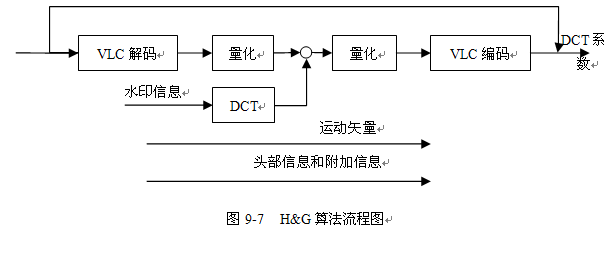 DCT 系
数
VLC 解码
量化
量化
VLC 编码
水印信息
DCT
运动矢量
头部信息和附加信息
图 9-7 H&G 算法流程图